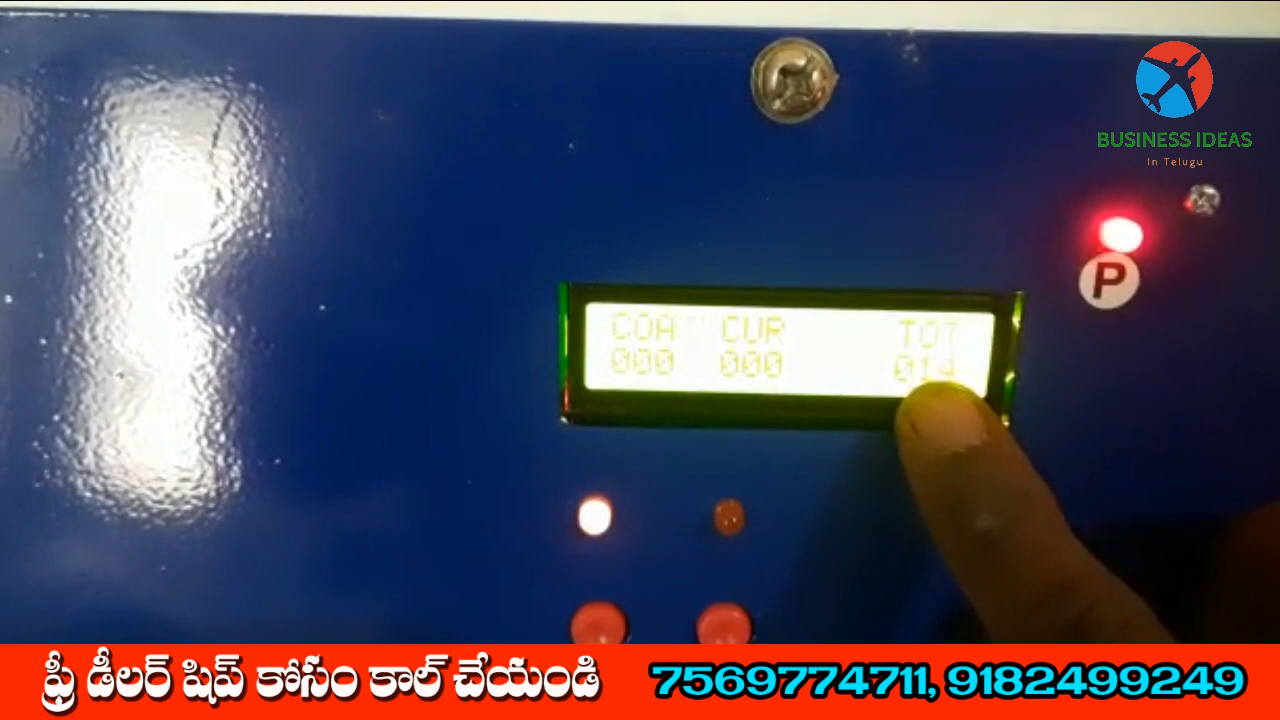 BUSINESS IDEAS
In Telugu
P
COA CUR TOT
000 000 014
ఫ్రీ డీలర్ షిప్ కోసం కాల్ చేయండి 7569774711, 9182499249